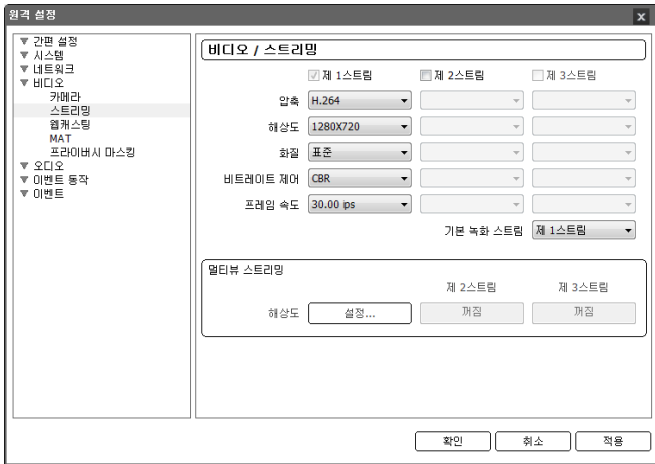 원격 설정
▼ 간편 설정
▼ 시스템
▼ 네트워크
▼ 비디오
카메라
스트리밍
웹캐스팅
MAT
프라이버시 마스킹
▼ 오디오
▼ 이벤트 동작
▼ 이벤트
비디오 / 스트리밍
제 1스트림 제 2스트림 제 3스트림
압축 H.264
해상도 1280X720
화질 표준
비트레이트 제어 CBR
프레임 속도 30.00 ips
기본 녹화 스트림 제 1스트림
멀티뷰 스트리밍
제 2스트림 제 3스트림
해상도 설정... 꺼짐 꺼짐
확인 취소 적용